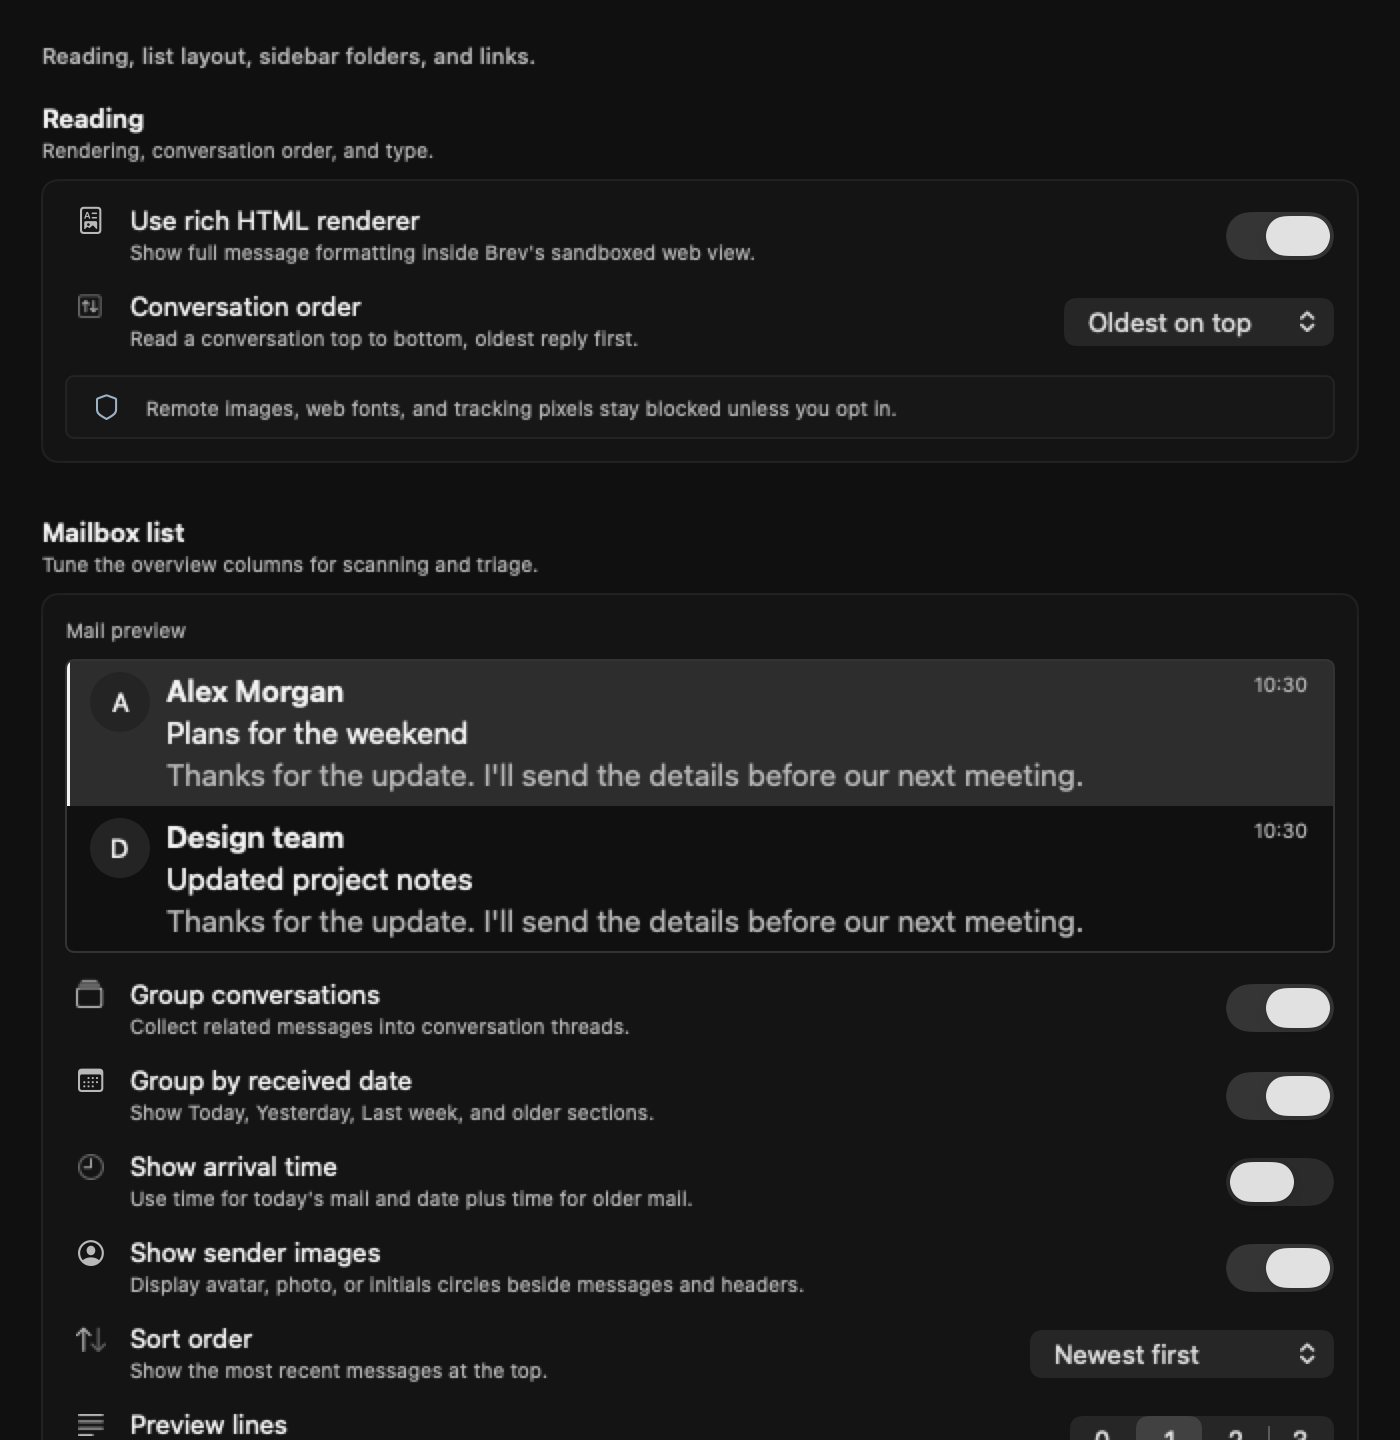 Reading, list layout, sidebar folders, and links.
Reading
Rendering, conversation order, and type.
Use rich HTML renderer
Show full message formatting inside Brev's sandboxed web view.
Conversation order
Read a conversation top to bottom, oldest reply first.
Oldest on top
Remote images, web fonts, and tracking pixels stay blocked unless you opt in.
Mailbox list
Tune the overview columns for scanning and triage.
Mail preview
A
Alex Morgan
10:30
Plans for the weekend
Thanks for the update. I'll send the details before our next meeting.
D
Design team
10:30
Updated project notes
Thanks for the update. I'll send the details before our next meeting.
Group conversations
Collect related messages into conversation threads.
Group by received date
Show Today, Yesterday, Last week, and older sections.
Show arrival time
Use time for today's mail and date plus time for older mail.
Show sender images
Display avatar, photo, or initials circles beside messages and headers.
Sort order
Show the most recent messages at the top.
Newest first
Preview lines
0 1 2 3